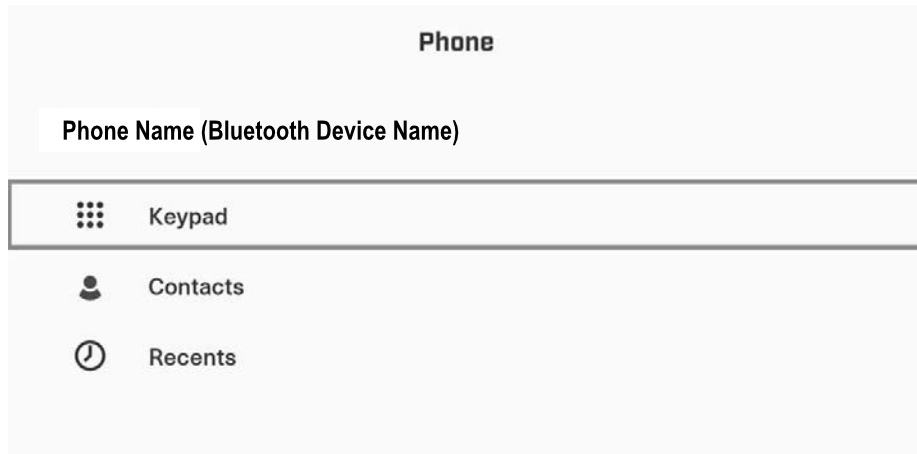 Phone
Phone Name (Bluetooth Device Name)
Keypad
Contacts
Recents